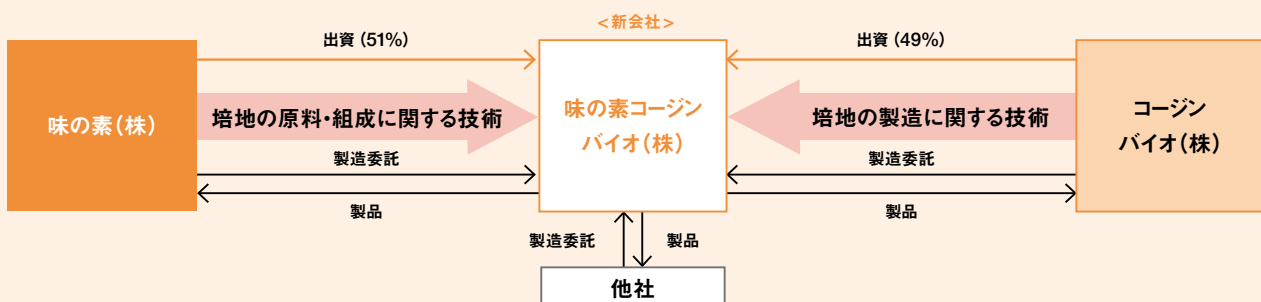 <新会社>
出資 (51%)
出資 (49%)
味の素(株)
培地の原料・組成に関する技術
味の素コージン
バイオ(株)
培地の製造に関する技術
コージン
バイオ(株)
製造委託
製造委託
製品
製品
製造委託
製品
他社